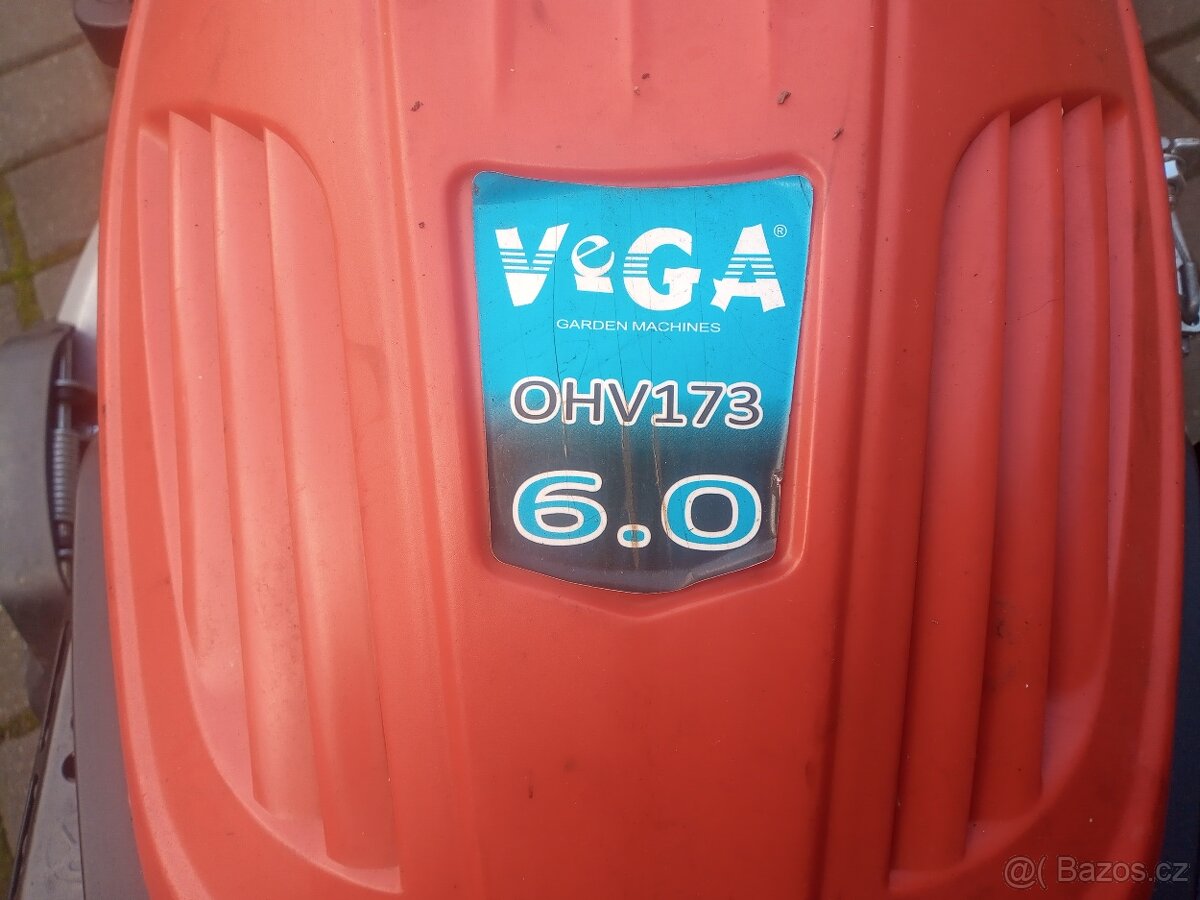 VeGA®
GARDEN MACHINES
OHV173
6.0
@( Bazos.cz